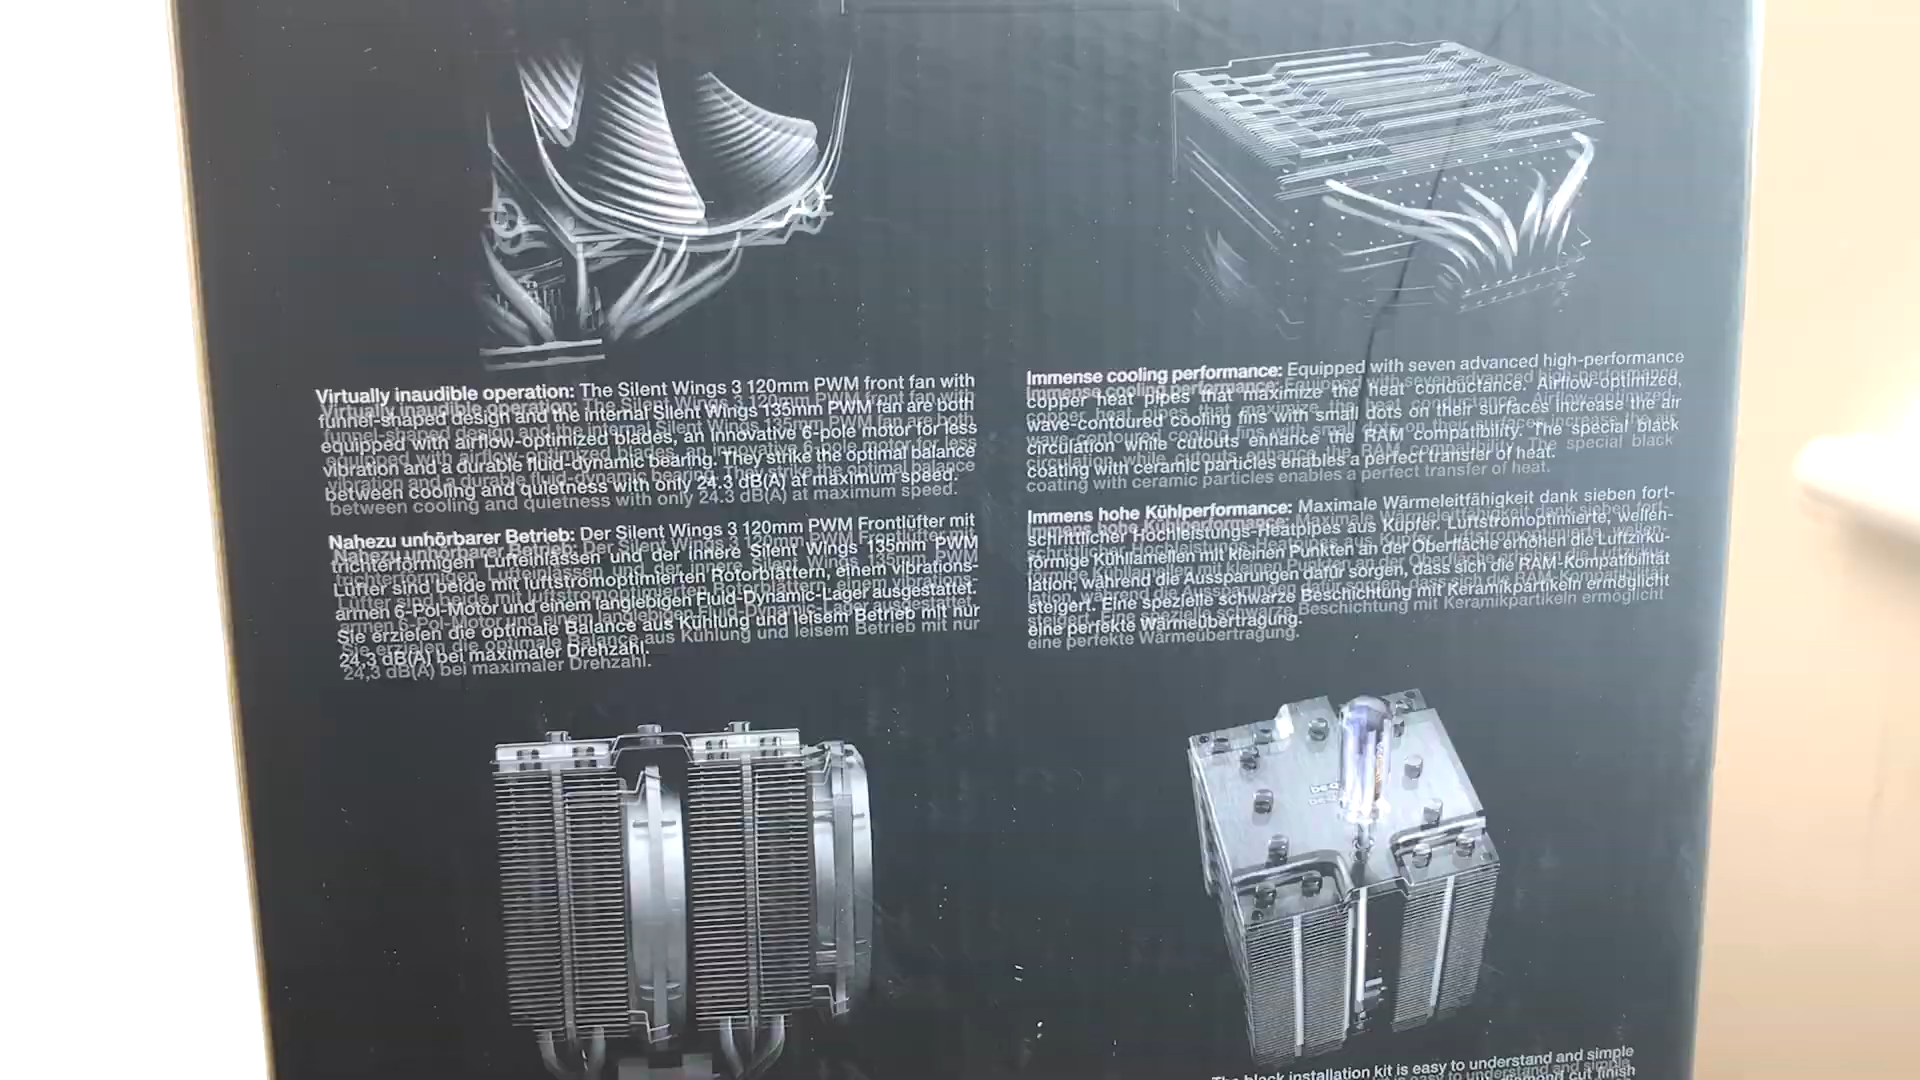 Virtually inaudible operation: The Silent Wings 3 120mm PWM front fan with
funnel-shaped design and the internal Silent Wings 135mm PWM fan are both
equipped with airflow-optimized blades, an innovative 6-pole motor for less
vibration and a durable fluid-dynamic bearing. They strike the optimal balance
between cooling and quietness with only 24.3 dB(A) at maximum speed.
Nahezu unhörbarer Betrieb: Der Silent Wings 3 120mm PWM Frontlüfter mit
trichterförmigen Lufteinlässen und der innere Silent Wings 135mm PWM
Lüfter sind beide mit luftstromoptimierten Rotorblättern, einem vibrations-
armen 6-Pol-Motor und einem langlebigen Fluid-Dynamic-Lager ausgestattet.
Sie erzielen die optimale Balance aus Kühlung und leisem Betrieb mit nur
24,3 dB(A) bei maximaler Drehzahl.
Immense cooling performance: Equipped with seven advanced high-performance
copper heat pipes that maximize the heat conductance. Airflow-optimized,
wave-contoured cooling fins with small dots on their surfaces increase the air
circulation while cutouts enhance the RAM compatibility. The special black
coating with ceramic particles enables a perfect transfer of heat.
Immens hohe Kühlperformance: Maximale Wärmeleitfähigkeit dank sieben fort-
schrittlicher Hochleistungs-Heatpipes aus Kupfer. Luftstromoptimierte, wellen-
förmige Kühllamellen mit kleinen Punkten an der Oberfläche erhöhen die Luftzirku-
lation, während die Aussparungen dafür sorgen, dass sich die RAM-Kompatibilität
steigert. Eine spezielle schwarze Beschichtung mit Keramikpartikeln ermöglicht
eine perfekte Wärmeübertragung.
The black installation kit is easy to understand and simple
diamond cut finish